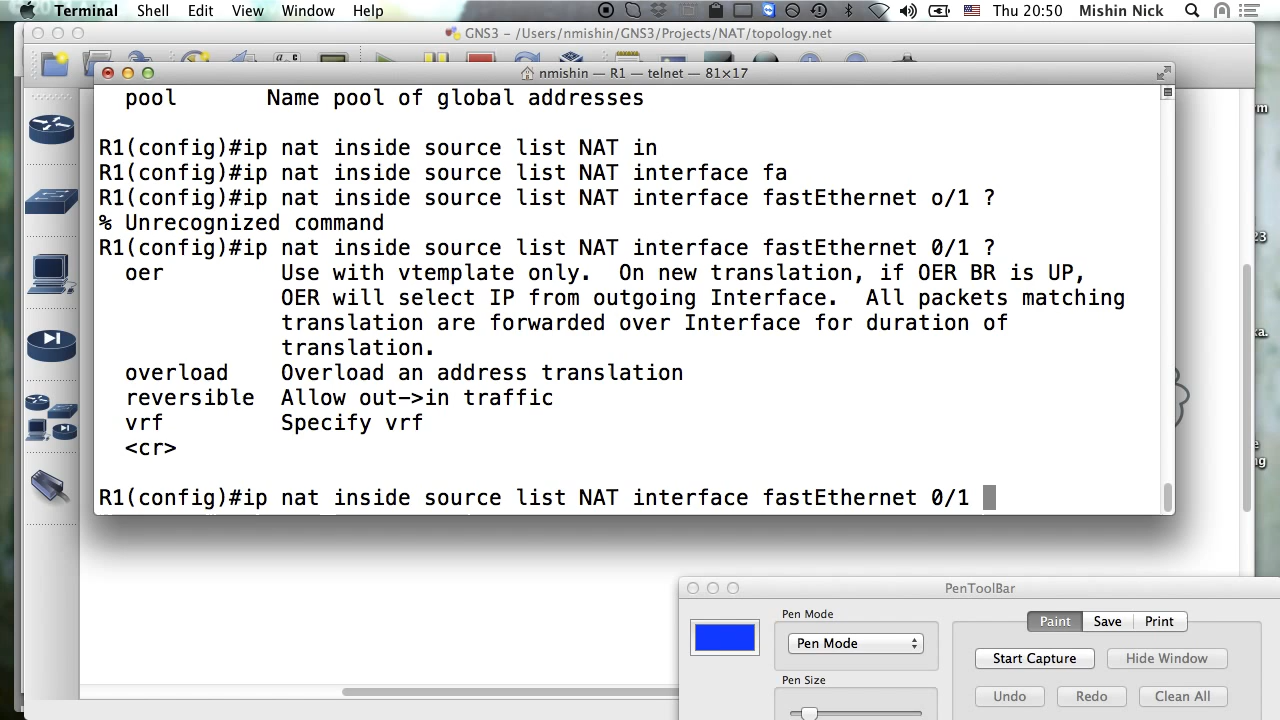 Terminal Shell Edit View Window Help Thu 20:50 Mishin Nick
GNS3 – /Users/nmishin/GNS3/Projects/NAT/topology.net
nmishin — R1 — telnet — 81×17
pool Name pool of global addresses
R1(config)#ip nat inside source list NAT in
R1(config)#ip nat inside source list NAT interface fa
R1(config)#ip nat inside source list NAT interface fastEthernet o/1 ?
% Unrecognized command
R1(config)#ip nat inside source list NAT interface fastEthernet 0/1 ?
oer Use with vtemplate only. On new translation, if OER BR is UP,
OER will select IP from outgoing Interface. All packets matching
translation are forwarded over Interface for duration of
translation.
overload Overload an address translation
reversible Allow out->in traffic
vrf Specify vrf
<cr>
R1(config)#ip nat inside source list NAT interface fastEthernet 0/1
PenToolBar
Pen Mode
Pen Mode
Pen Size
Paint Save Print
Start Capture Hide Window
Undo Redo Clean All